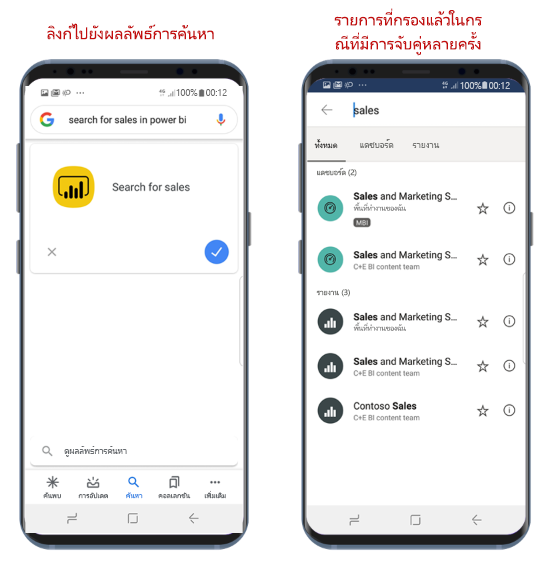 ลิงก์ไปยังผลลัพธ์การค้นหา
100% 00:12
search for sales in power bi
Search for sales
ดูผลลัพธ์การค้นหา
ค้นพบ
การอัปเดต
ค้นหา
คอลเลกชัน
เพิ่มเติม
รายการที่กรองแล้วในกร
ณีที่มีการจับคู่หลายครั้ง
100% 00:12
sales
ทั้งหมด
แดชบอร์ด
รายงาน
แดชบอร์ด (2)
Sales and Marketing S...
พื้นที่ทำงานของฉัน
MBI
Sales and Marketing S...
C+E BI content team
รายงาน (3)
Sales and Marketing S...
พื้นที่ทำงานของฉัน
Sales and Marketing S...
C+E BI content team
Contoso Sales
C+E BI content team